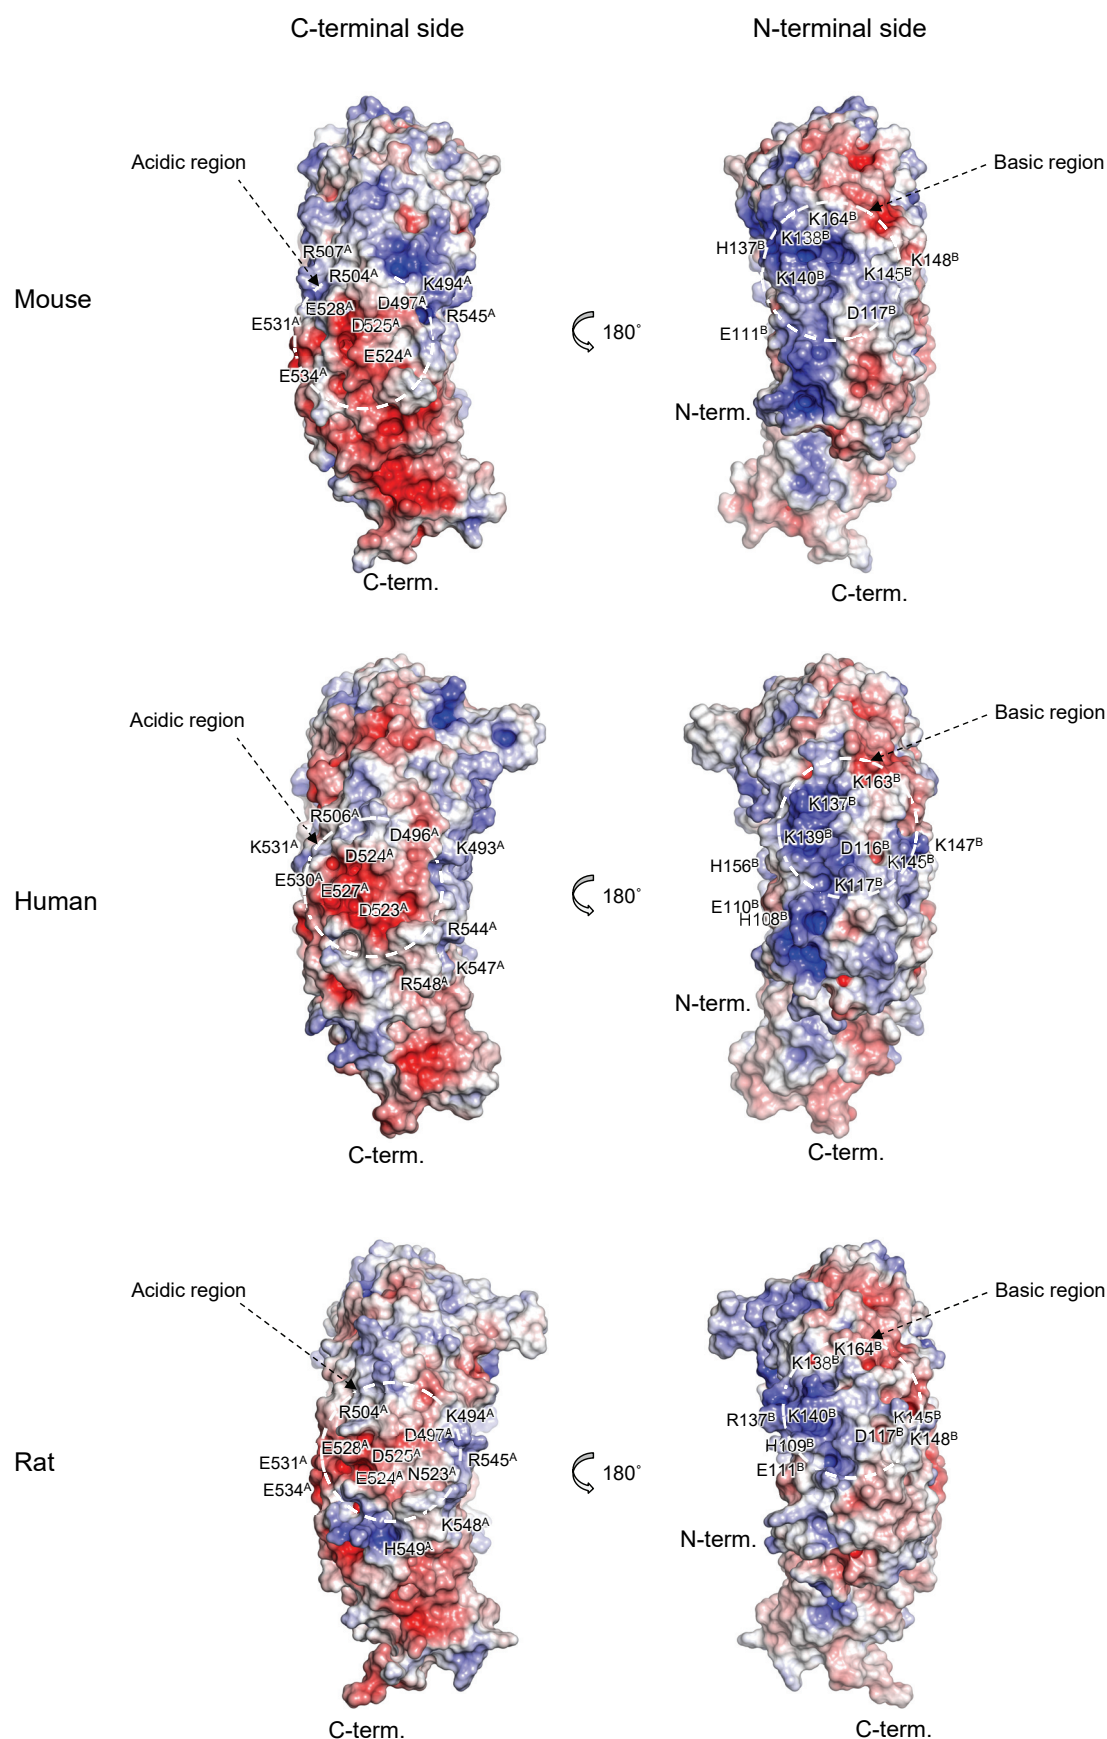 C-terminal side
N-terminal side
Mouse
Acidic region
R507A
R504A
K494A
D497A
E528A
R545A
E531A
D525A
E524A
E534A
C-term.
180°
Basic region
K164B
H137B
K138B
K148B
K140B
K145B
D117B
E111B
N-term.
C-term.
Human
Acidic region
R506A
D496A
K531A
K493A
D524A
E530A
E527A
D523A
R544A
K547A
R548A
C-term.
180°
Basic region
K163B
K137B
K139B
D116B
K147B
K145B
H156B
K117B
E110B
H108B
N-term.
C-term.
Rat
Acidic region
R504A
K494A
D497A
E528A
D525A
R545A
E531A
E524A
N523A
E534A
K548A
H549A
C-term.
180°
Basic region
K164B
K138B
R137B
K140B
K145B
D117B
K148B
H109B
E111B
N-term.
C-term.